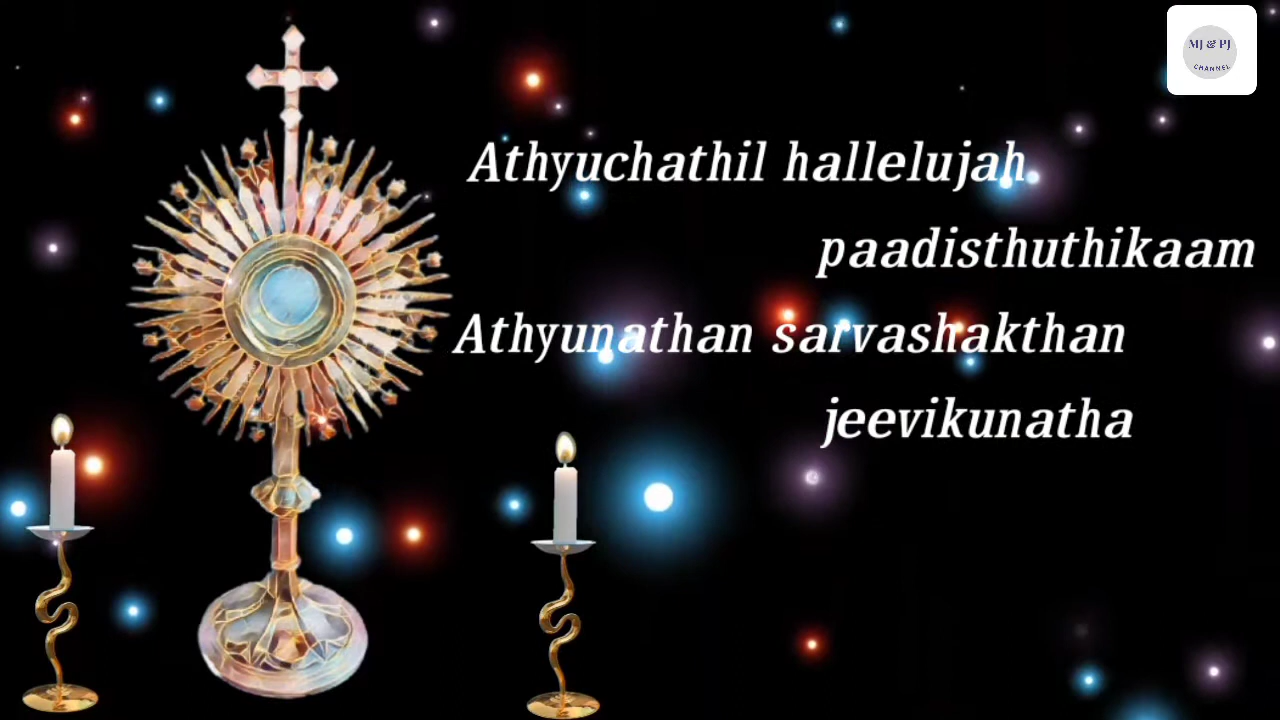 MJ & PJ
CHANNEL
Athyuchathil hallelujah
paadisthuthikaam
Athyunathan sarvashakthan
jeevikunatha